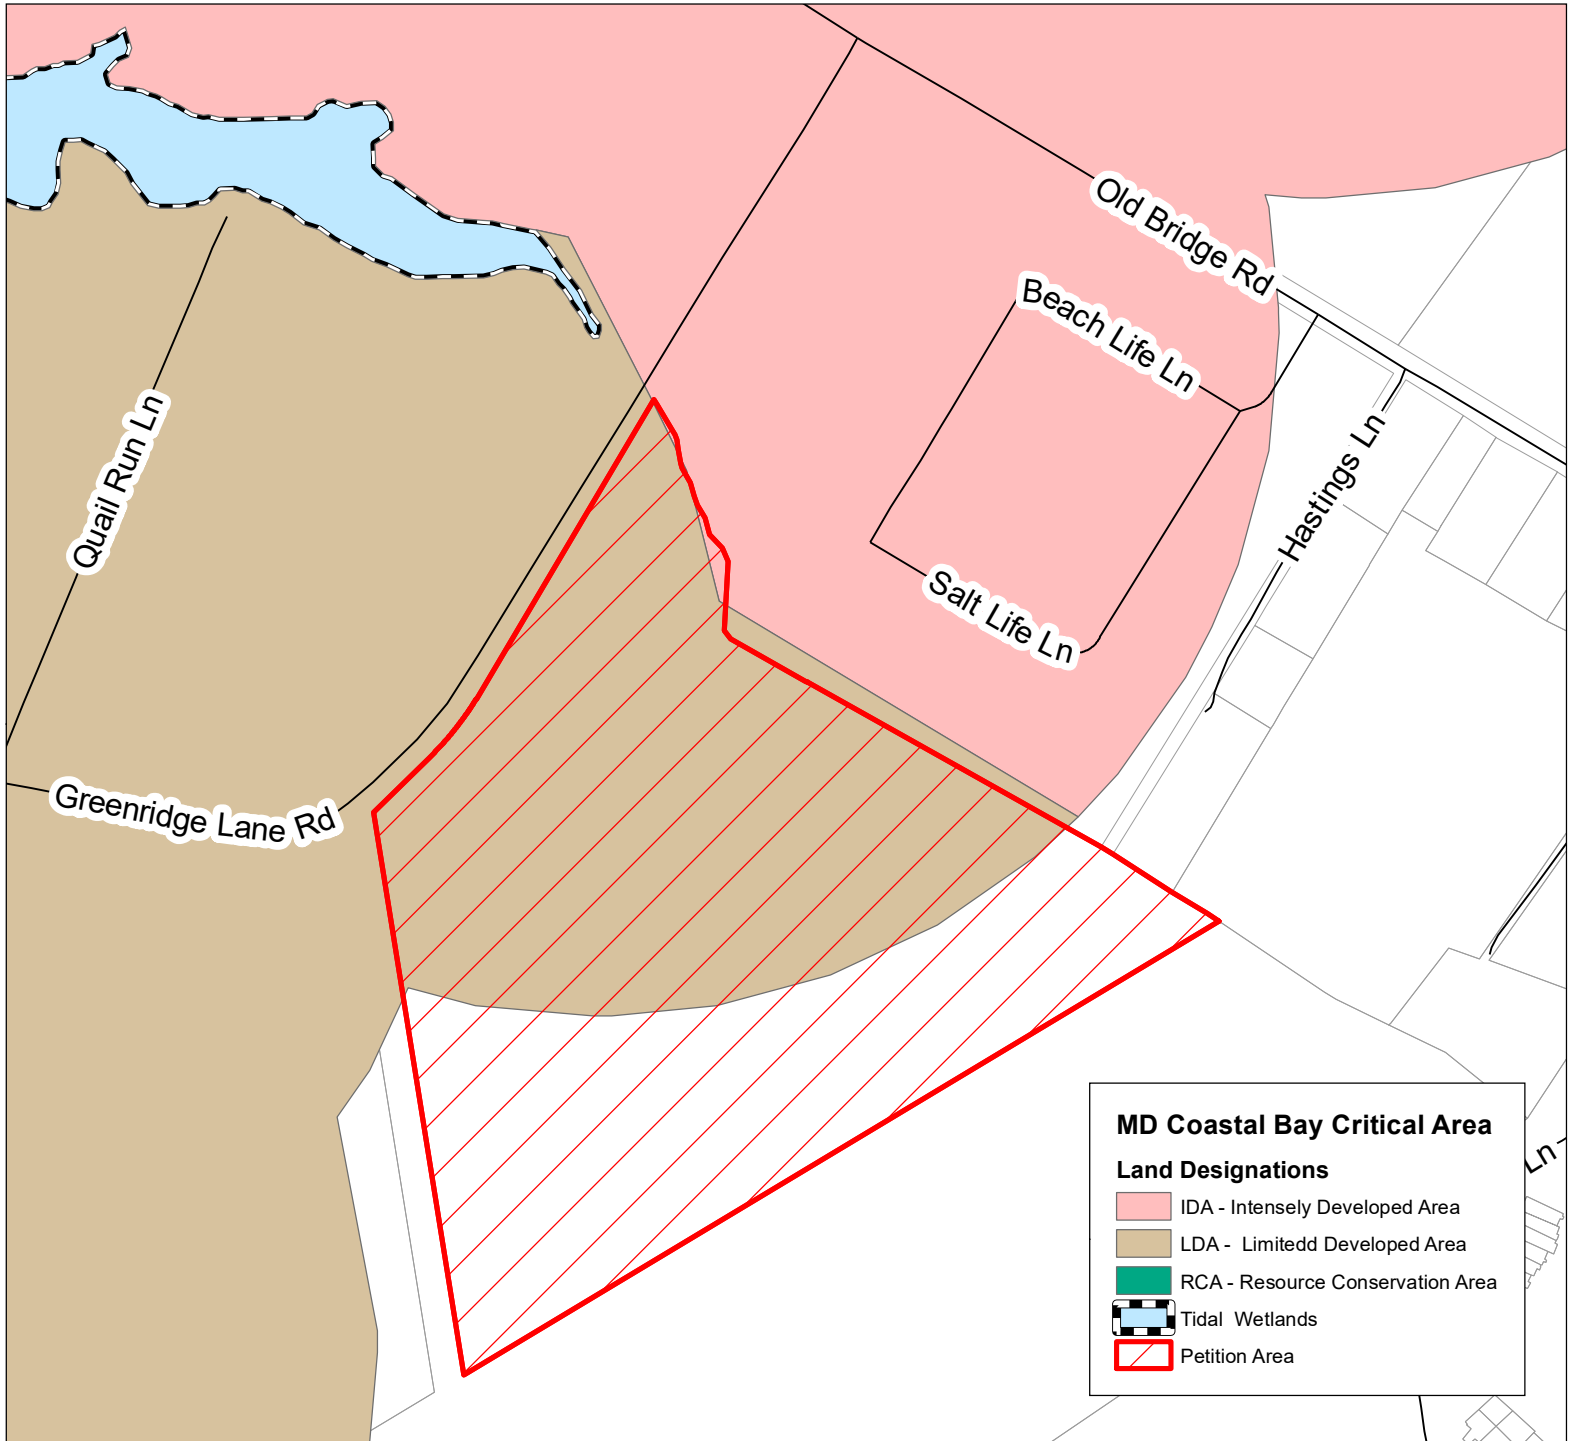 Old Bridge Rd
Beach Life Ln
Quail Run Ln
Hastings Ln
Salt Life Ln
Greenridge Lane Rd
MD Coastal Bay Critical Area
Land Designations
IDA - Intensely Developed Area
LDA - Limitedd Developed Area
RCA - Resource Conservation Area
Tidal Wetlands
Petition Area
Ln